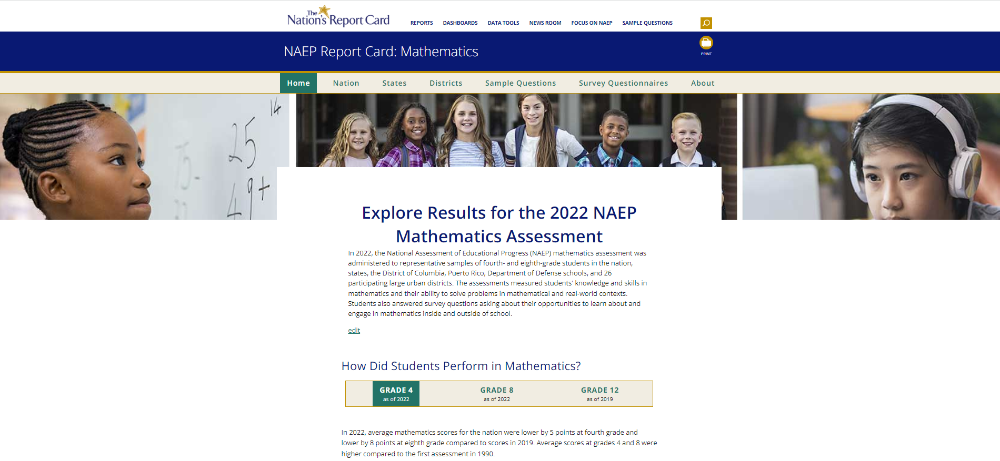 The
Nation's Report Card
REPORTS DASHBOARDS DATA TOOLS NEWS ROOM FOCUS ON NAEP SAMPLE QUESTIONS
NAEP Report Card: Mathematics
PRINT
Home Nation States Districts Sample Questions Survey Questionnaires About
14
25
15-
49+
Explore Results for the 2022 NAEP
Mathematics Assessment
In 2022, the National Assessment of Educational Progress (NAEP) mathematics assessment was
administered to representative samples of fourth- and eighth-grade students in the nation,
states, the District of Columbia, Puerto Rico, Department of Defense schools, and 26
participating large urban districts. The assessments measured students' knowledge and skills in
mathematics and their ability to solve problems in mathematical and real-world contexts.
Students also answered survey questions asking about their opportunities to learn about and
engage in mathematics inside and outside of school.
edit
How Did Students Perform in Mathematics?
GRADE 4 GRADE 8 GRADE 12
as of 2022 as of 2022 as of 2019
In 2022, average mathematics scores for the nation were lower by 5 points at fourth grade and
lower by 8 points at eighth grade compared to scores in 2019. Average scores at grades 4 and 8 were
higher compared to the first assessment in 1990.